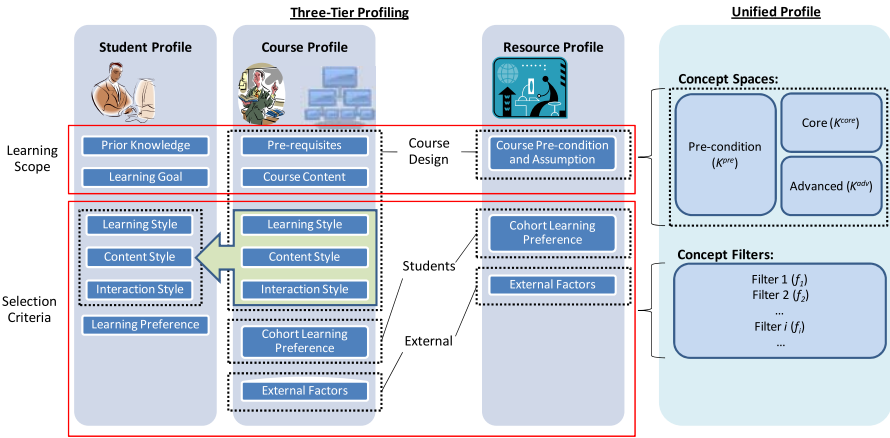 Three-Tier Profiling
Unified Profile
Student Profile
Course Profile
Resource Profile
Concept Spaces:
Learning
Scope
Prior Knowledge
Learning Goal
Pre-requisites
Course Content
Course
Design
Course Pre-condition
and Assumption
Pre-condition
(K^pre)
Core (K^core)
Advanced (K^adv)
Selection
Criteria
Learning Style
Content Style
Interaction Style
Learning Preference
Learning Style
Content Style
Interaction Style
Cohort Learning
Preference
External Factors
Students
External
Cohort Learning
Preference
External Factors
Concept Filters:
Filter 1 (f₁)
Filter 2 (f₂)
...
Filter i (fᵢ)
...